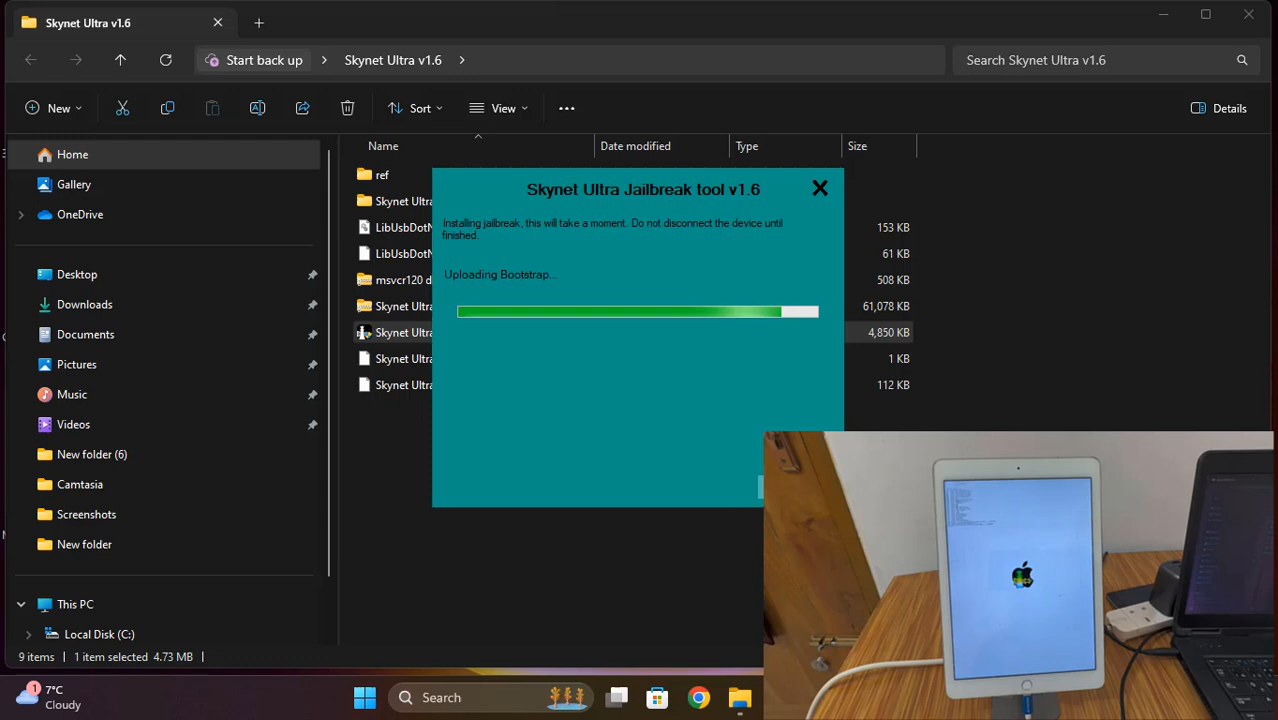 Skynet Ultra v1.6
Start back up
Skynet Ultra v1.6
Search Skynet Ultra v1.6
New
Sort
View
Details
Name
Date modified
Type
Size
Home
Gallery
OneDrive
Desktop
Downloads
Documents
Pictures
Music
Videos
New folder (6)
Camtasia
Screenshots
New folder
This PC
Local Disk (C:)
ref
Skynet Ultra
LibUsbDotN 153 KB
LibUsbDotN 61 KB
msvcr120 d 508 KB
Skynet Ultra 61,078 KB
Skynet Ultra 4,850 KB
Skynet Ultra 1 KB
Skynet Ultra 112 KB
Skynet Ultra Jailbreak tool v1.6
Installing jailbreak, this will take a moment. Do not disconnect the device until
finished.
Uploading Bootstrap...
9 items
1 item selected 4.73 MB
1
7°C
Cloudy
Search